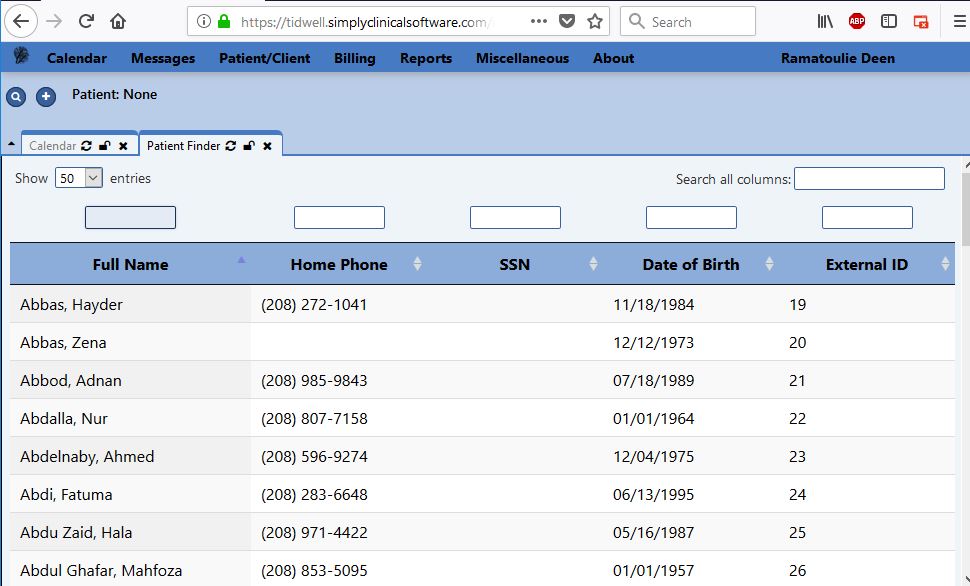 https://tidwell.simplyclinicalsoftware.com/
Search
ABP
Calendar Messages Patient/Client Billing Reports Miscellaneous About Ramatoulie Deen
Patient: None
Calendar Patient Finder
Show 50 entries Search all columns:
Full Name Home Phone SSN Date of Birth External ID
Abbas, Hayder (208) 272-1041 11/18/1984 19
Abbas, Zena 12/12/1973 20
Abbod, Adnan (208) 985-9843 07/18/1989 21
Abdalla, Nur (208) 807-7158 01/01/1964 22
Abdelnaby, Ahmed (208) 596-9274 12/04/1975 23
Abdi, Fatuma (208) 283-6648 06/13/1995 24
Abdu Zaid, Hala (208) 971-4422 05/16/1987 25
Abdul Ghafar, Mahfoza (208) 853-5095 01/01/1957 26